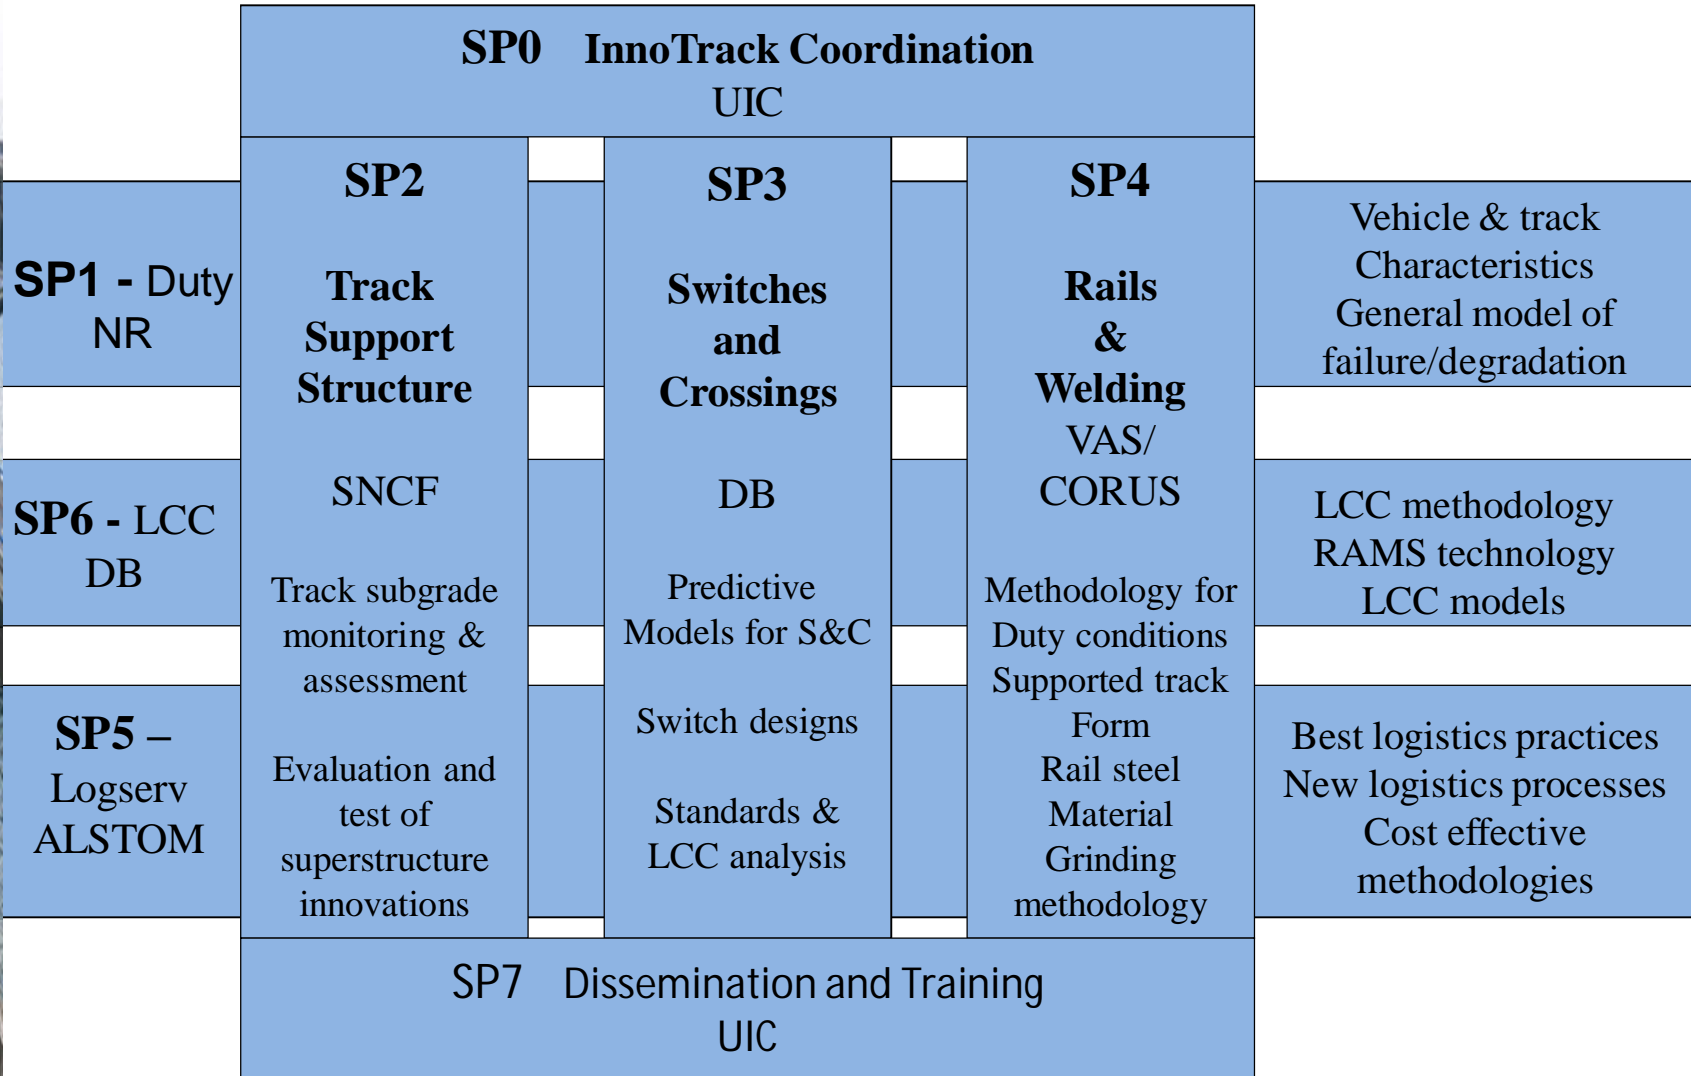 SP0 InnoTrack Coordination
UIC
SP2
Track
Support
Structure
SNCF
Track subgrade
monitoring &
assessment
Evaluation and
test of
superstructure
innovations
SP3
Switches
and
Crossings
DB
Predictive
Models for S&C
Switch designs
Standards &
LCC analysis
SP4
Rails
&
Welding
VAS/
CORUS
Methodology for
Duty conditions
Supported track
Form
Rail steel
Material
Grinding
methodology
SP1 - Duty
NR
Vehicle & track
Characteristics
General model of
failure/degradation
SP6 - LCC
DB
LCC methodology
RAMS technology
LCC models
SP5 –
Logserv
ALSTOM
Best logistics practices
New logistics processes
Cost effective
methodologies
SP7 Dissemination and Training
UIC